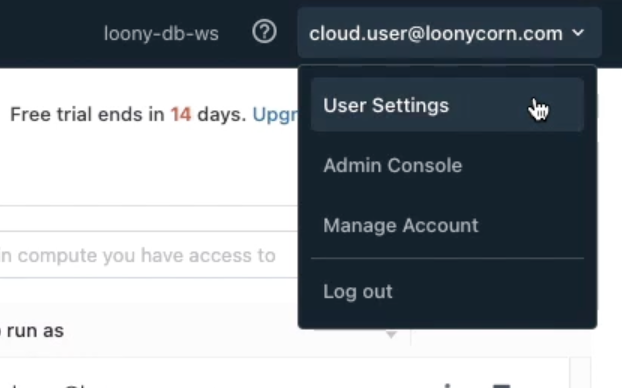 loony-db-ws
cloud.user@loonycorn.com
Free trial ends in 14 days. Upgr
User Settings
Admin Console
Manage Account
n compute you have access to
Log out
run as